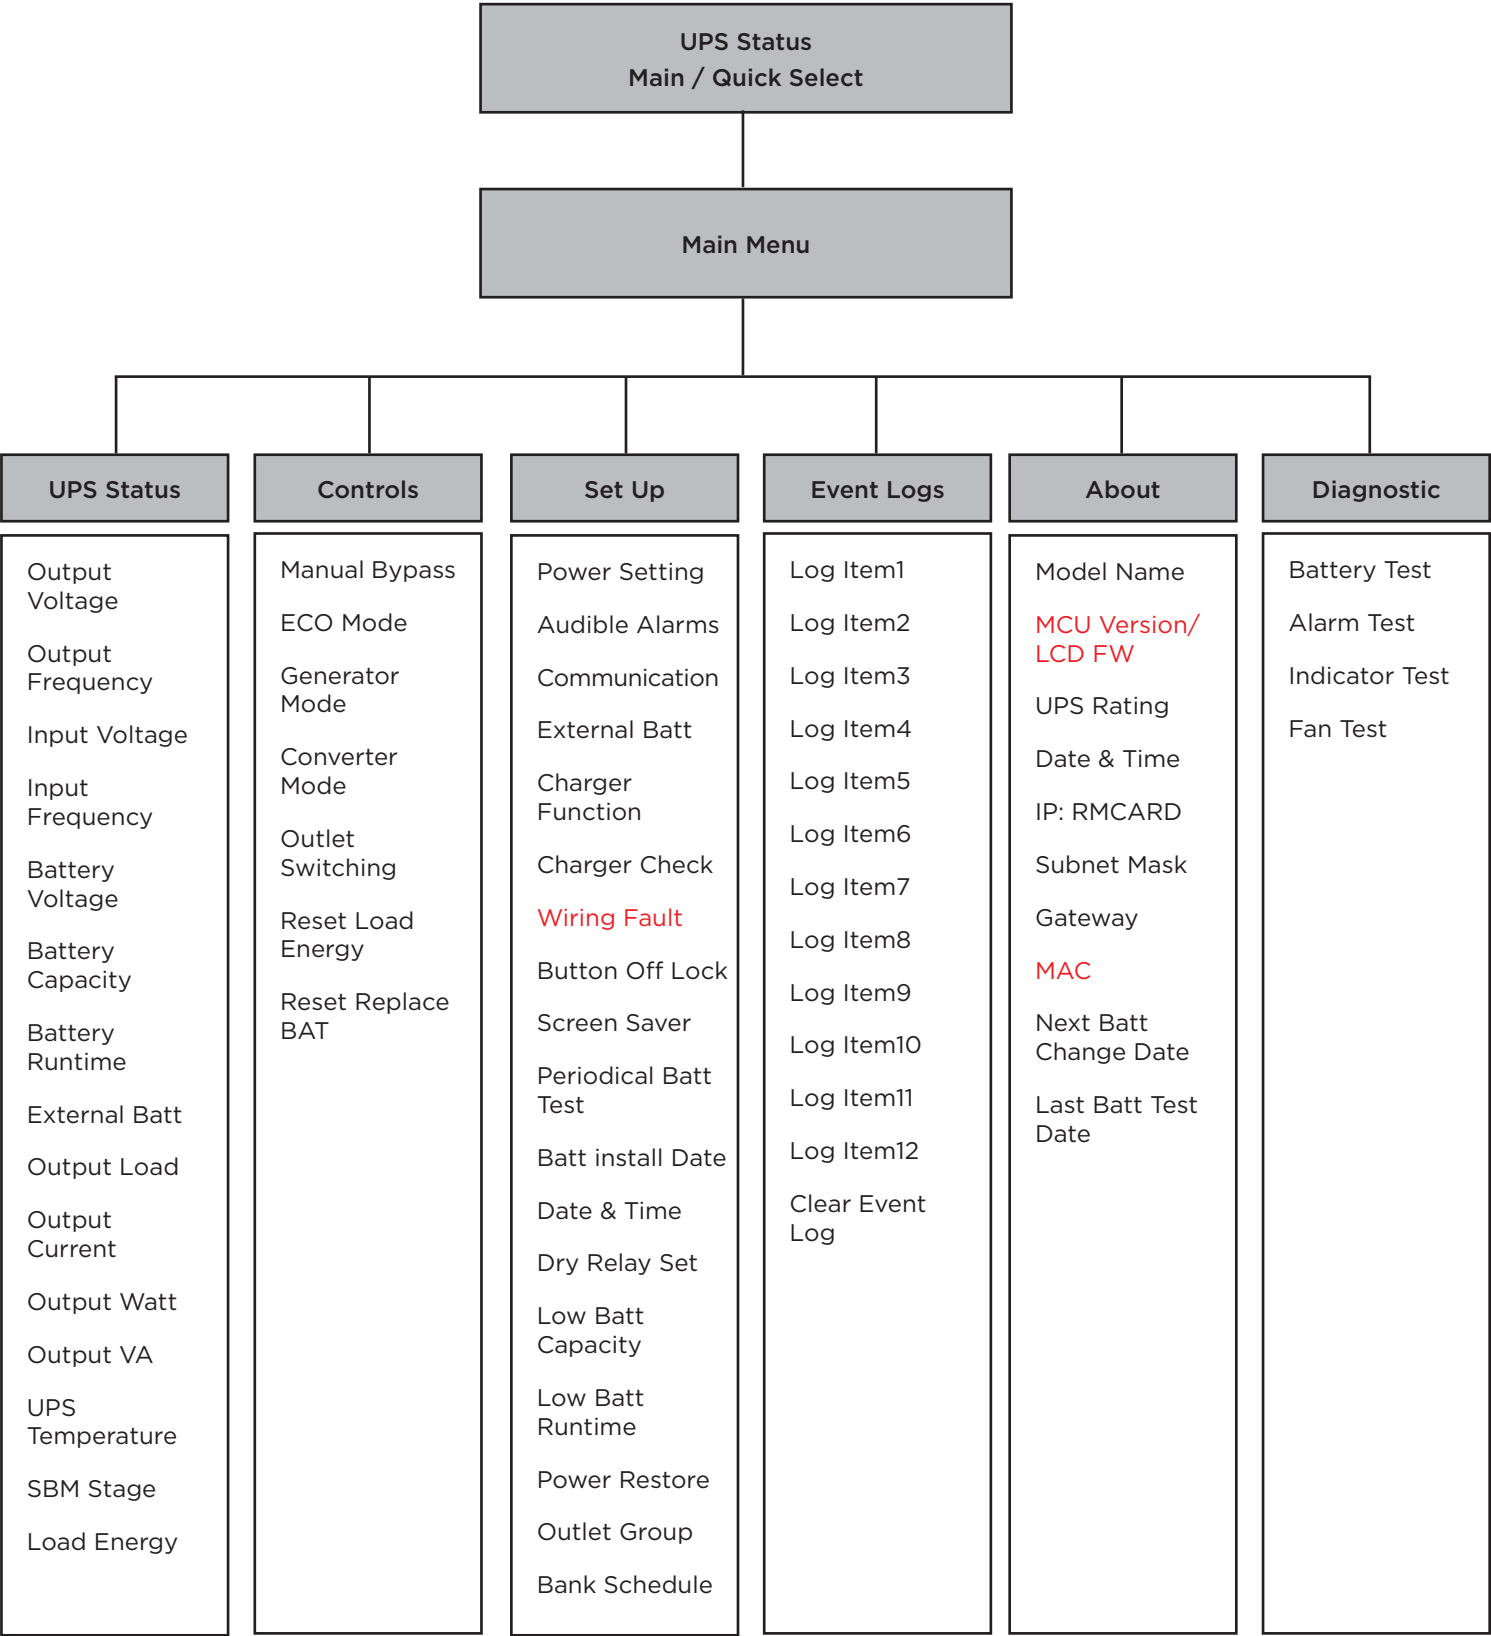 UPS Status
Main / Quick Select
Main Menu
UPS Status
Output
Voltage
Output
Frequency
Input Voltage
Input
Frequency
Battery
Voltage
Battery
Capacity
Battery
Runtime
External Batt
Output Load
Output
Current
Output Watt
Output VA
UPS
Temperature
SBM Stage
Load Energy
Controls
Manual Bypass
ECO Mode
Generator
Mode
Converter
Mode
Outlet
Switching
Reset Load
Energy
Reset Replace
BAT
Set Up
Power Setting
Audible Alarms
Communication
External Batt
Charger
Function
Charger Check
Wiring Fault
Button Off Lock
Screen Saver
Periodical Batt
Test
Batt install Date
Date & Time
Dry Relay Set
Low Batt
Capacity
Low Batt
Runtime
Power Restore
Outlet Group
Bank Schedule
Event Logs
Log Item1
Log Item2
Log Item3
Log Item4
Log Item5
Log Item6
Log Item7
Log Item8
Log Item9
Log Item10
Log Item11
Log Item12
Clear Event
Log
About
Model Name
MCU Version/
LCD FW
UPS Rating
Date & Time
IP: RMCARD
Subnet Mask
Gateway
MAC
Next Batt
Change Date
Last Batt Test
Date
Diagnostic
Battery Test
Alarm Test
Indicator Test
Fan Test